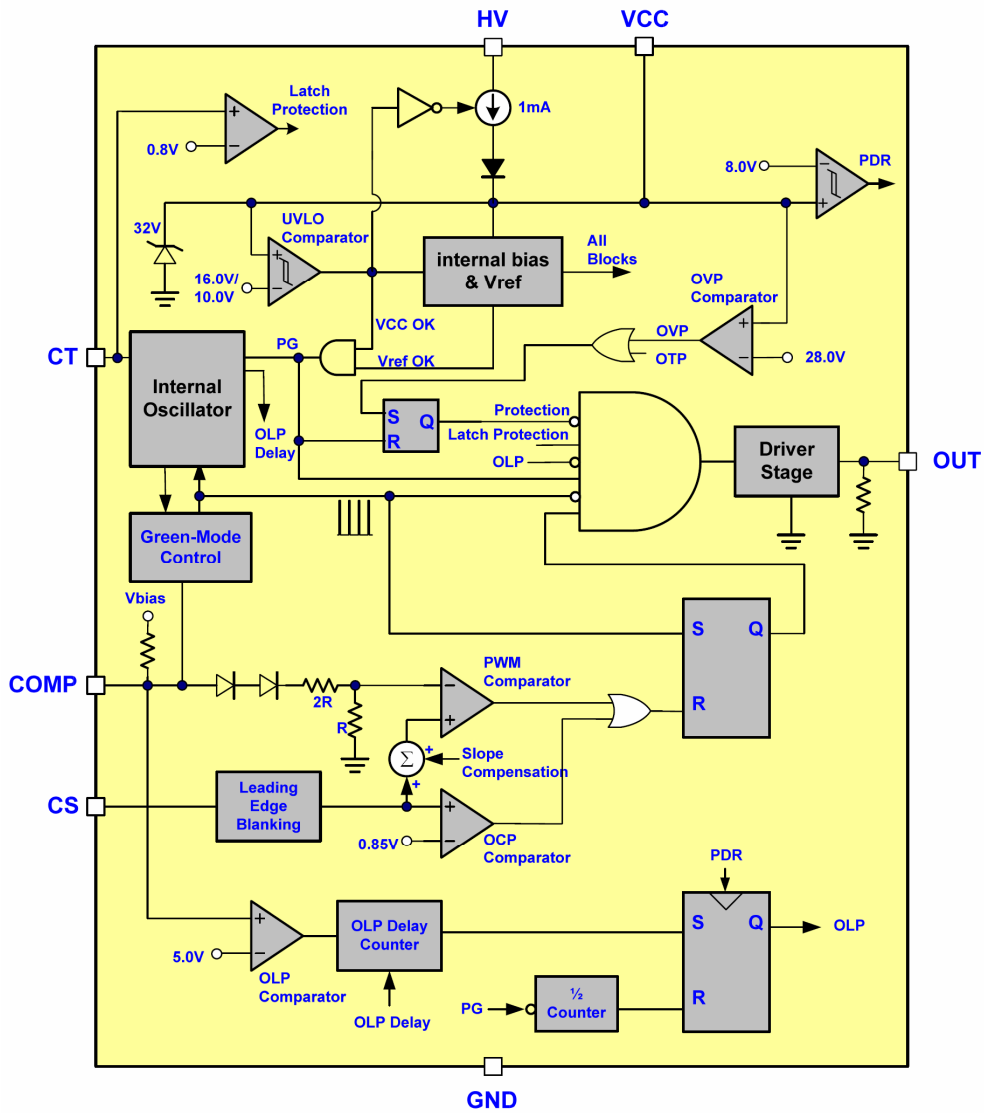 HV
VCC
Latch
Protection
1mA
0.8V
8.0V
PDR
32V
UVLO
Comparator
16.0V/
10.0V
internal bias
& Vref
All
Blocks
OVP
Comparator
VCC OK
OVP
OTP
28.0V
CT
PG
Vref OK
Internal
Oscillator
OLP
Delay
S
Q
R
Protection
Latch Protection
OLP
Driver
Stage
OUT
Green-Mode
Control
Vbias
S
Q
R
COMP
2R
R
PWM
Comparator
Σ
Slope
Compensation
CS
Leading
Edge
Blanking
0.85V
OCP
Comparator
PDR
5.0V
OLP
Comparator
OLP Delay
Counter
OLP Delay
S
Q
R
OLP
PG
½
Counter
GND